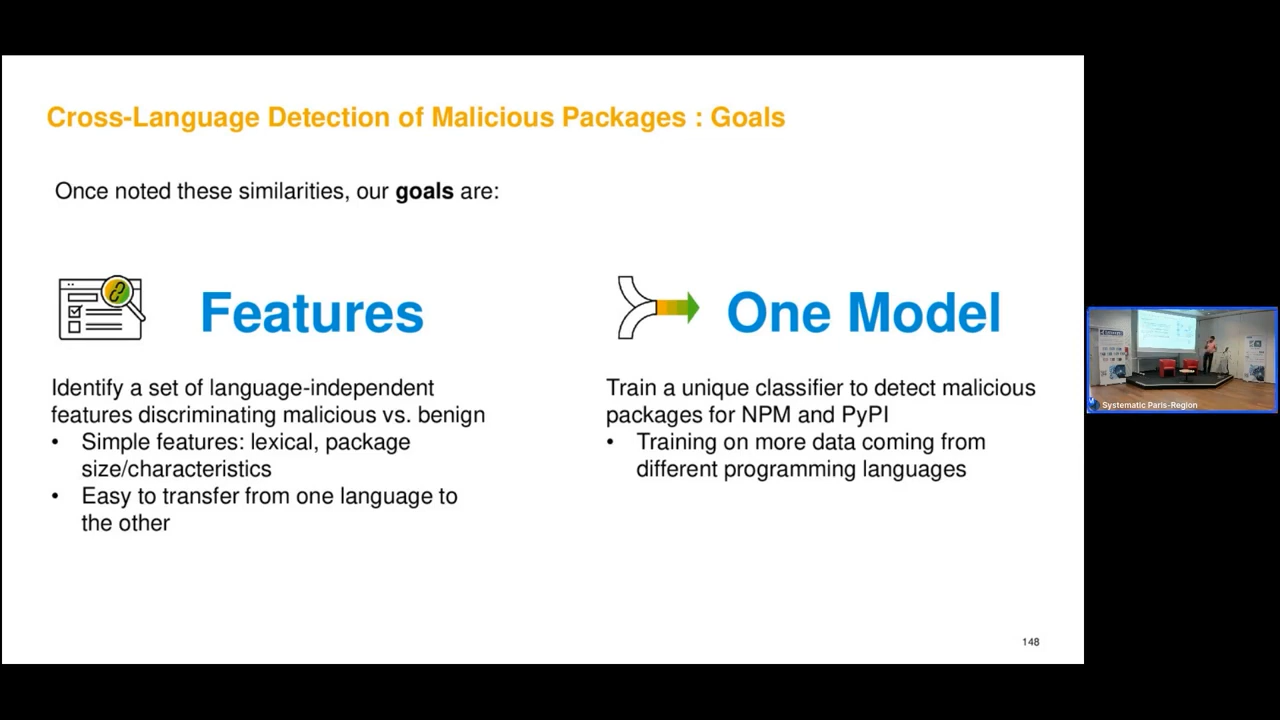 Cross-Language Detection of Malicious Packages : Goals
Once noted these similarities, our goals are:
Features
Identify a set of language-independent
features discriminating malicious vs. benign
• Simple features: lexical, package
size/characteristics
• Easy to transfer from one language to
the other
One Model
Train a unique classifier to detect malicious
packages for NPM and PyPI
• Training on more data coming from
different programming languages
148
Systematic Paris-Region